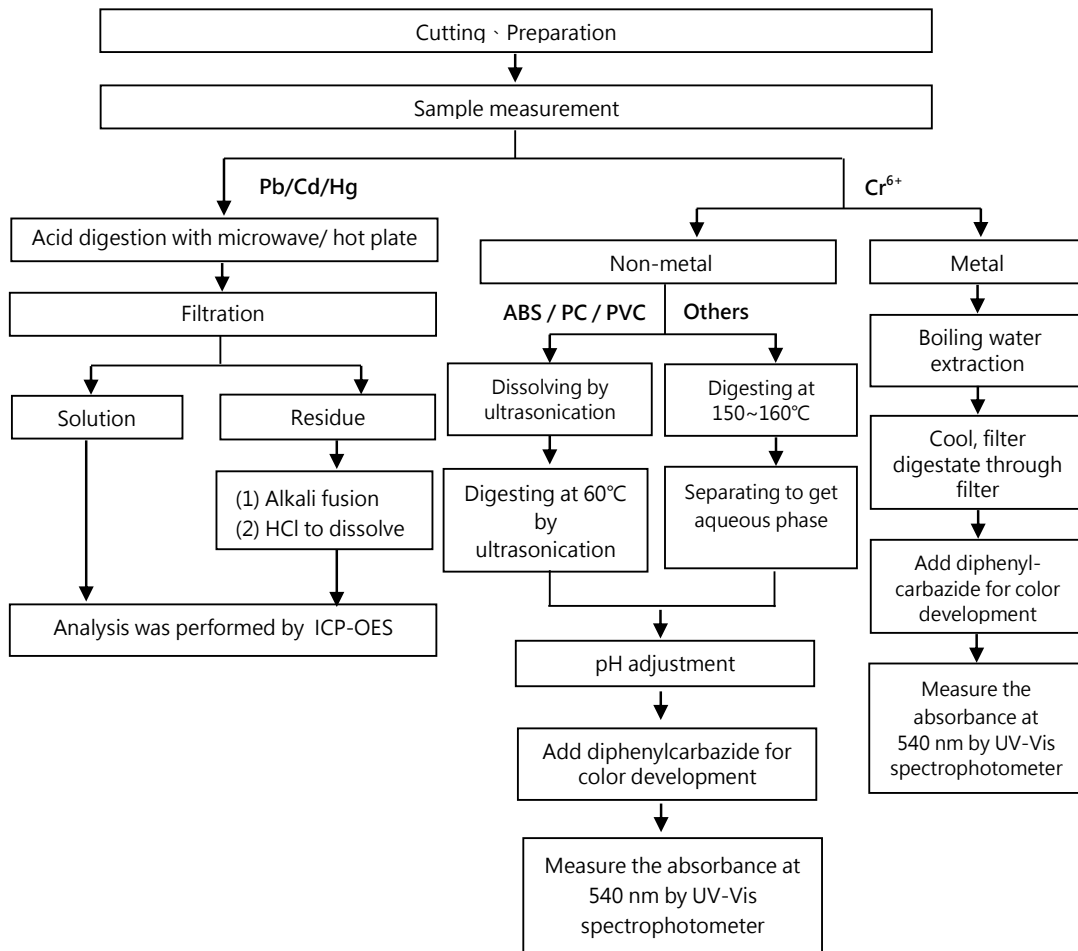 Cutting、Preparation
Sample measurement
Pb/Cd/Hg
Cr⁶⁺
Acid digestion with microwave/ hot plate
Non-metal
Metal
Filtration
ABS / PC / PVC
Others
Boiling water
extraction
Solution
Residue
Dissolving by
ultrasonication
Digesting at
150~160℃
Cool, filter
digestate through
filter
(1) Alkali fusion
(2) HCl to dissolve
Digesting at 60℃
by
ultrasonication
Separating to get
aqueous phase
Add diphenyl-
carbazide for color
development
Analysis was performed by ICP-OES
pH adjustment
Measure the
absorbance at
540 nm by UV-Vis
spectrophotometer
Add diphenylcarbazide for
color development
Measure the absorbance at
540 nm by UV-Vis
spectrophotometer